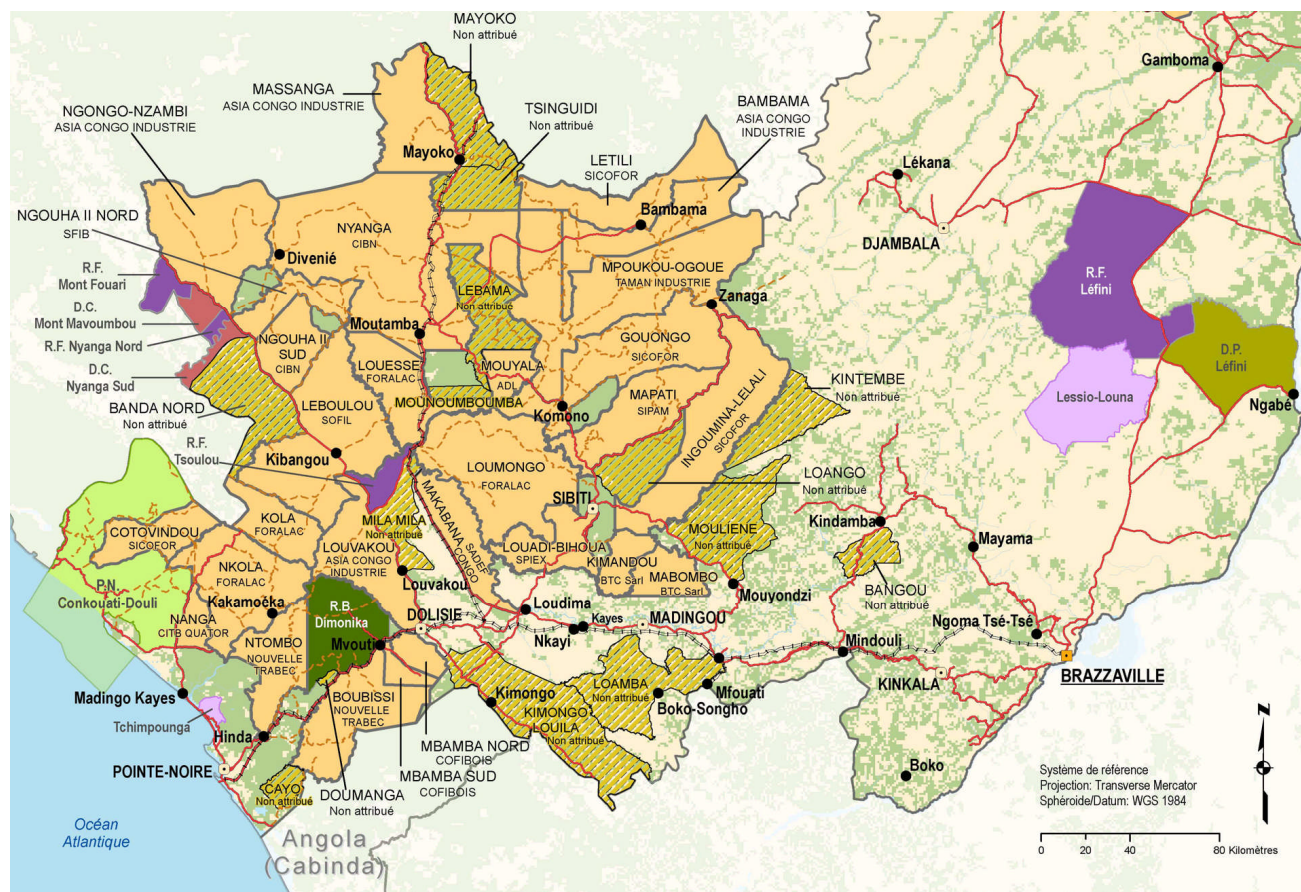 MAYOKO
Non attribué
MASSANGA
ASIA CONGO INDUSTRIE
NGONGO-NZAMBI
ASIA CONGO INDUSTRIE
TSINGUIDI
Non attribué
BAMBAMA
ASIA CONGO
INDUSTRIE
Gamboma
Mayoko
LETILI
SICOFOR
Lékana
NGOUHA II NORD
SFIB
NYANGA
CIBN
Bambama
DJAMBALA
Divenié
R.F.
Mont Fouari
LEBAMA
Non attribué
MPOUKOU-OGOUE
TAMAN INDUSTRIE
Zanaga
R.F.
Léfini
D.C.
Mont Mavoumbou
R.F. Nyanga Nord
D.C.
Nyanga Sud
Moutamba
NGOUHA II
SUD
CIBN
LOUESSE
FORALAC
MOUYALA
ADL
GOUONGO
SICOFOR
D.P.
Léfini
MOUNOUMBOUMBA
KINTEMBE
Non attribué
Lessio-Louna
Ngabé
BANDA NORD
Non attribué
LEBOULOU
SOFIL
Komono
MAPATI
SIPAM
INGOUMINA-LELALI
SICOFOR
R.F.
Tsoulou
Kibangou
LOUMONGO
FORALAC
LOANGO
Non attribué
SIBITI
MAKABANA
SADEF
CONGO
COTOVINDOU
SICOFOR
KOLA
FORALAC
MILA MILA
Non attribué
MOULIENE
Non attribué
Kindamba
Mayama
LOUVAKOU
ASIA CONGO
INDUSTRIE
LOUADI-BIHOUA
SPIEX
KIMANDOU
BTC Sarl
MABOMBO
BTC Sarl
NKOLA
FORALAC
Louvakou
Mouyondzi
BANGOU
Non attribué
P.N.
Conkouati-Douli
Kakamoéka
R.B.
Dimonika
Loudima
NANGA
CITB QUATOR
DOLISIE
Kayes
MADINGOU
Nkayi
Ngoma Tsé-Tsé
NTOMBO
NOUVELLE
TRABEC
Mvouti
Mindouli
BRAZZAVILLE
KINKALA
Madingo Kayes
BOUBISSI
NOUVELLE
TRABEC
Kimongo
KIMONGO
LOUILA
Non attribué
LOAMBA
Non attribué
Mfouati
Boko-Songho
Tchimpounga
Hinda
MBAMBA NORD
COFIBOIS
MBAMBA SUD
COFIBOIS
POINTE-NOIRE
CAYO
Non attribué
DOUMANGA
Non attribué
Boko
Océan
Atlantique
Angola
(Cabinda)
N
Système de référence
Projection: Transverse Mercator
Sphéroide/Datum: WGS 1984
0 20 40 80 Kilomètres